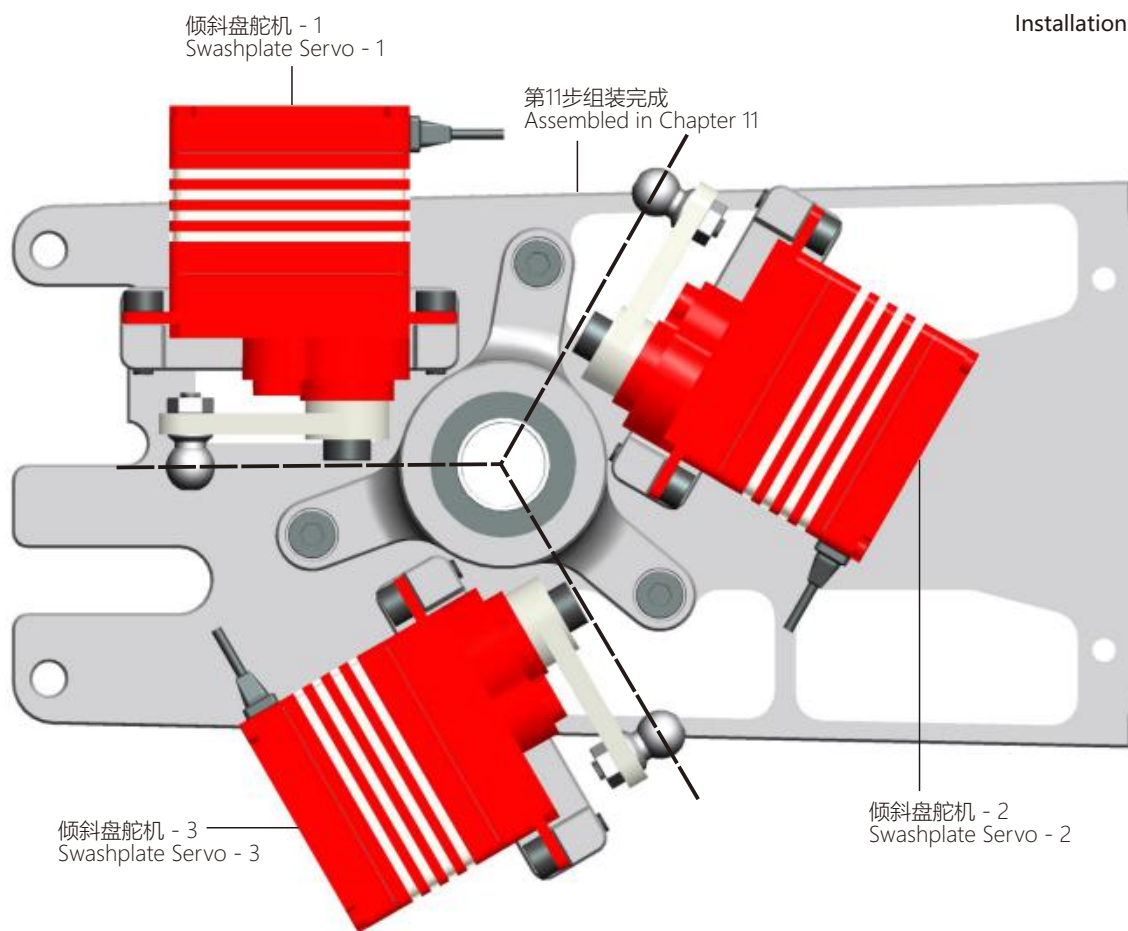 倾斜盘舵机 - 1
Swashplate Servo - 1
Installation
第11步组装完成
Assembled in Chapter 11
倾斜盘舵机 - 2
Swashplate Servo - 2
倾斜盘舵机 - 3
Swashplate Servo - 3